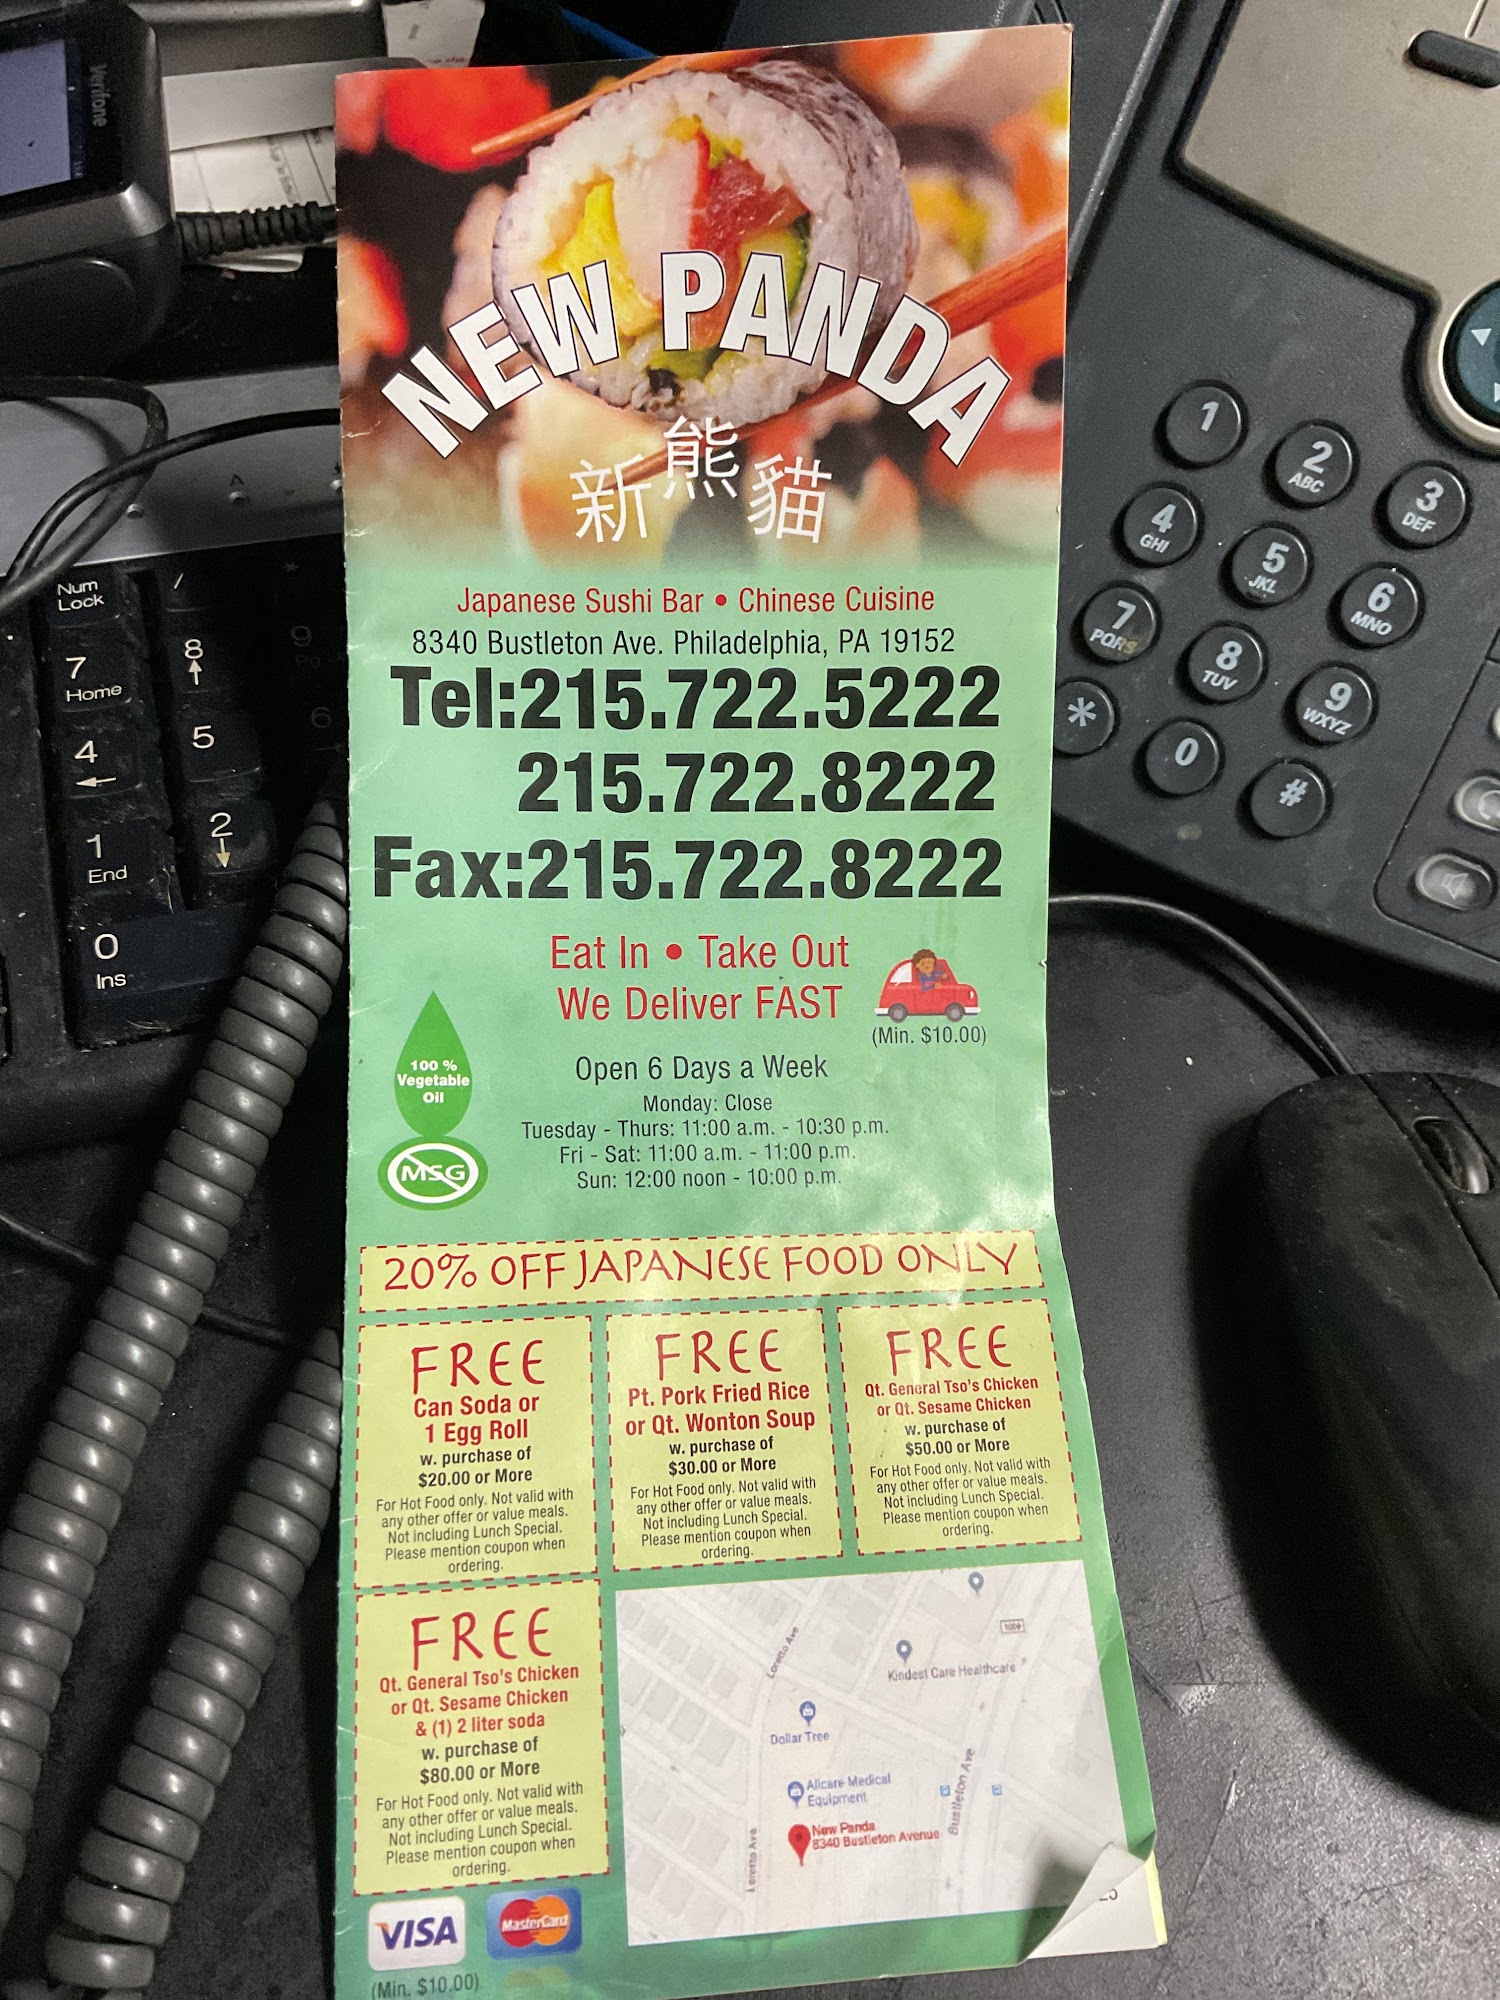 Verifone
NEW PANDA
新熊貓
Japanese Sushi Bar • Chinese Cuisine
8340 Bustleton Ave. Philadelphia, PA 19152
Tel:215.722.5222
215.722.8222
Fax:215.722.8222
Eat In • Take Out
We Deliver FAST
(Min. $10.00)
100 %
Vegetable
Oil
MSG
Open 6 Days a Week
Monday: Close
Tuesday - Thurs: 11:00 a.m. - 10:30 p.m.
Fri - Sat: 11:00 a.m. - 11:00 p.m.
Sun: 12:00 noon - 10:00 p.m.
20% OFF JAPANESE FOOD ONLY
FREE
Can Soda or
1 Egg Roll
w. purchase of
$20.00 or More
For Hot Food only. Not valid with
any other offer or value meals.
Not including Lunch Special.
Please mention coupon when
ordering.
FREE
Pt. Pork Fried Rice
or Qt. Wonton Soup
w. purchase of
$30.00 or More
For Hot Food only. Not valid with
any other offer or value meals.
Not including Lunch Special.
Please mention coupon when
ordering.
FREE
Qt. General Tso's Chicken
or Qt. Sesame Chicken
w. purchase of
$50.00 or More
For Hot Food only. Not valid with
any other offer or value meals.
Not including Lunch Special.
Please mention coupon when
ordering.
FREE
Qt. General Tso's Chicken
or Qt. Sesame Chicken
& (1) 2 liter soda
w. purchase of
$80.00 or More
For Hot Food only. Not valid with
any other offer or value meals.
Not including Lunch Special.
Please mention coupon when
ordering.
Loretto Ave
1009
Kindest Care Healthcare
Dollar Tree
Allcare Medical
Equipment
New Panda
8340 Bustleton Avenue
Bustleton Ave
Loretto Ave
VISA
MasterCard
(Min. $10.00)
Num
Lock
/
*
7
Home
8
9
4
5
6
1
End
2
0
Ins
A
1
2
ABC
3
DEF
4
GHI
5
JKL
6
MNO
7
PQRS
8
TUV
9
WXYZ
*
0
#